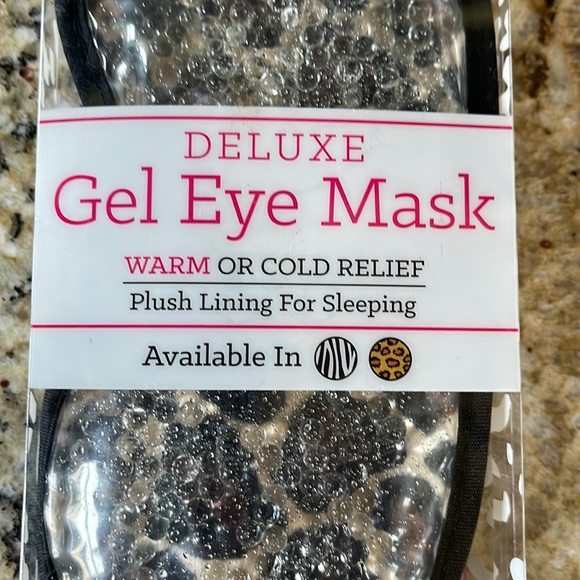 DELUXE
Gel Eye Mask
WARM OR COLD RELIEF
Plush Lining For Sleeping
Available In